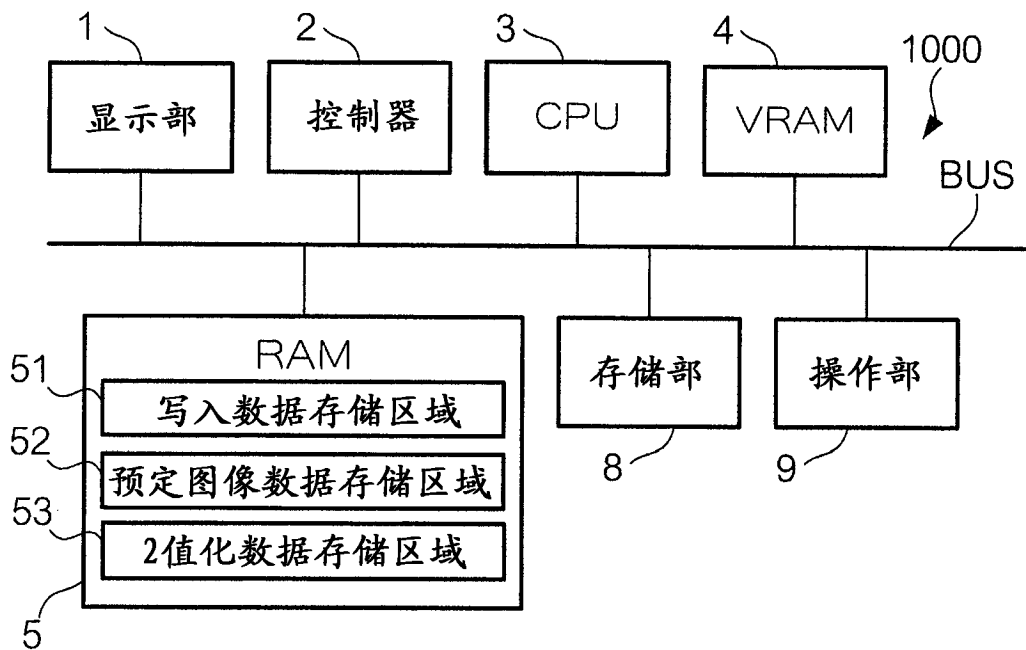 1
2
3
4
1000
显示部
控制器
CPU
VRAM
BUS
RAM
51
写入数据存储区域
52
预定图像数据存储区域
53
2值化数据存储区域
5
存储部
8
操作部
9